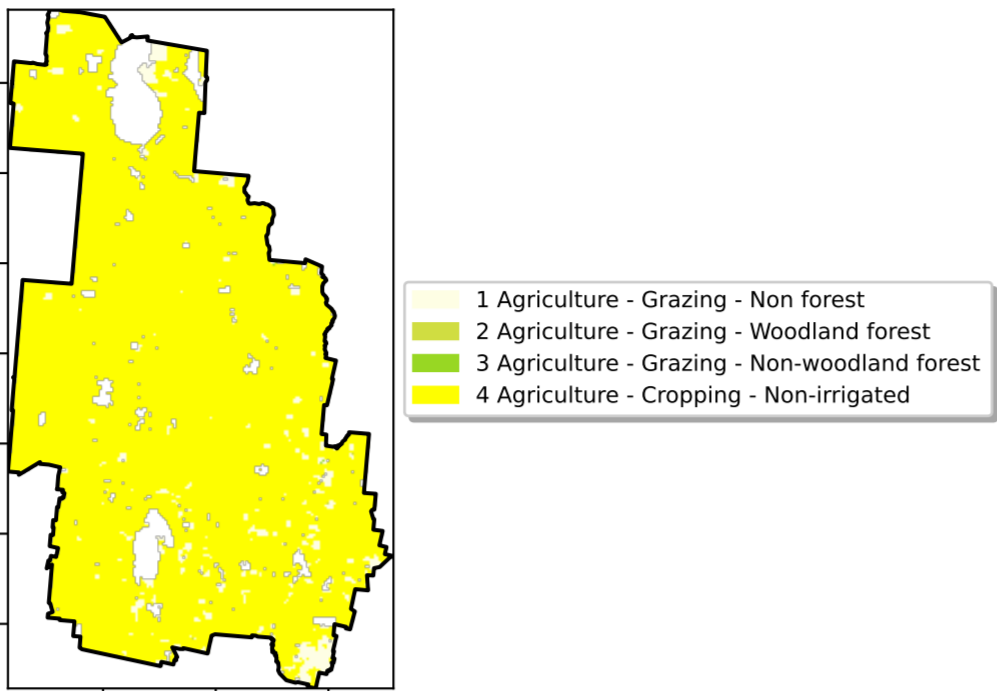 1 Agriculture - Grazing - Non forest
2 Agriculture - Grazing - Woodland forest
3 Agriculture - Grazing - Non-woodland forest
4 Agriculture - Cropping - Non-irrigated